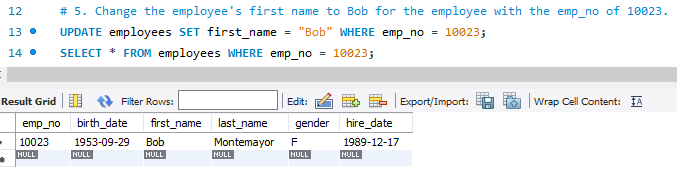 12 # 5. Change the employee's first name to Bob for the employee with the emp_no of 10023.
13 UPDATE employees SET first_name = "Bob" WHERE emp_no = 10023;
14 SELECT * FROM employees WHERE emp_no = 10023;
Result Grid Filter Rows: Edit: Export/Import: Wrap Cell Content:
emp_no birth_date first_name last_name gender hire_date
10023 1953-09-29 Bob Montemayor F 1989-12-17
NULL NULL NULL NULL NULL NULL